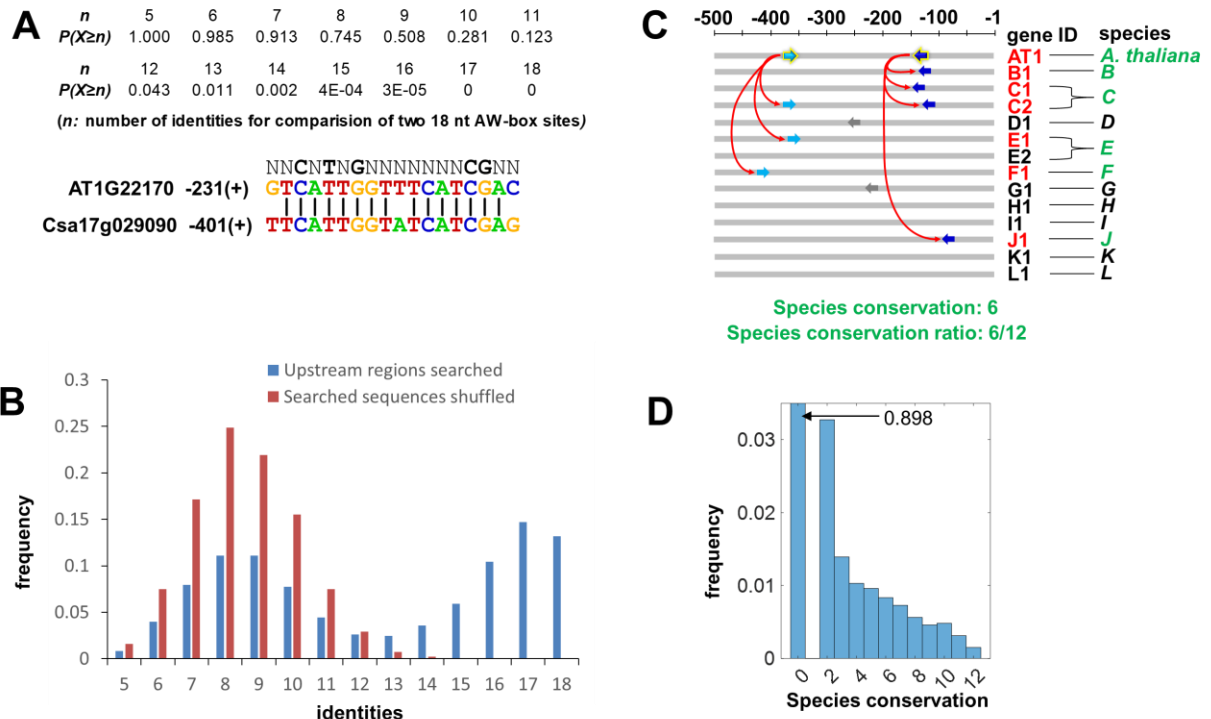 A
n 5 6 7 8 9 10 11
P(X≥n) 1.000 0.985 0.913 0.745 0.508 0.281 0.123
n 12 13 14 15 16 17 18
P(X≥n) 0.043 0.011 0.002 4E-04 3E-05 0 0
(n: number of identities for comparision of two 18 nt AW-box sites)
NNCNTNGNNNNNNNCGNN
AT1G22170 -231(+) GTCATTGGTTTCATCGAC
Csa17g029090 -401(+) TTCATTGGTATCATCGAG
B
Upstream regions searched
Searched sequences shuffled
frequency
0.3
0.25
0.2
0.15
0.1
0.05
0
5 6 7 8 9 10 11 12 13 14 15 16 17 18
identities
C
-500 -400 -300 -200 -100 -1
gene ID species
AT1 A. thaliana
B1 B
C1
C
C2
D1 D
E1
E
E2
F1 F
G1 G
H1 H
I1 I
J1 J
K1 K
L1 L
Species conservation: 6
Species conservation ratio: 6/12
D
0.898
frequency
0.03
0.02
0.01
0
0 2 4 6 8 10 12
Species conservation